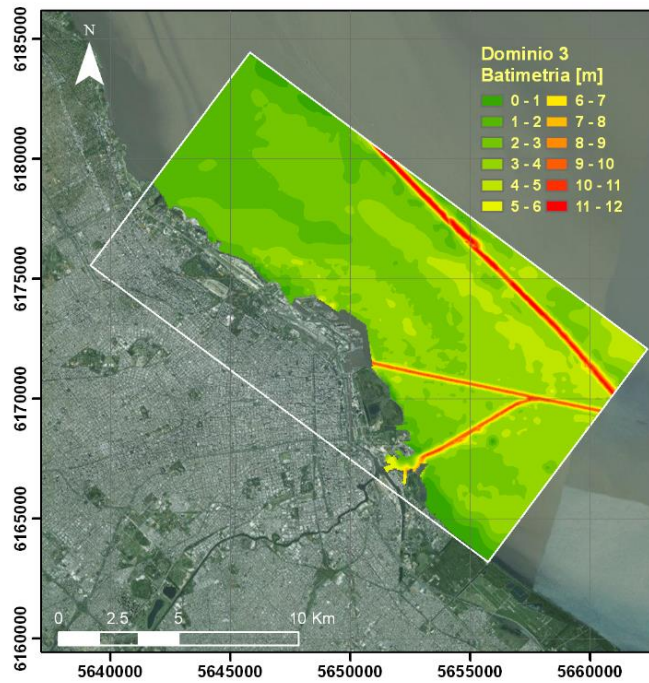 N
Dominio 3
Batimetria [m]
0 - 1 6 - 7
1 - 2 7 - 8
2 - 3 8 - 9
3 - 4 9 - 10
4 - 5 10 - 11
5 - 6 11 - 12
6185000
6180000
6175000
6170000
6165000
6160000
0 2.5 5 10 Km
5640000 5645000 5650000 5655000 5660000